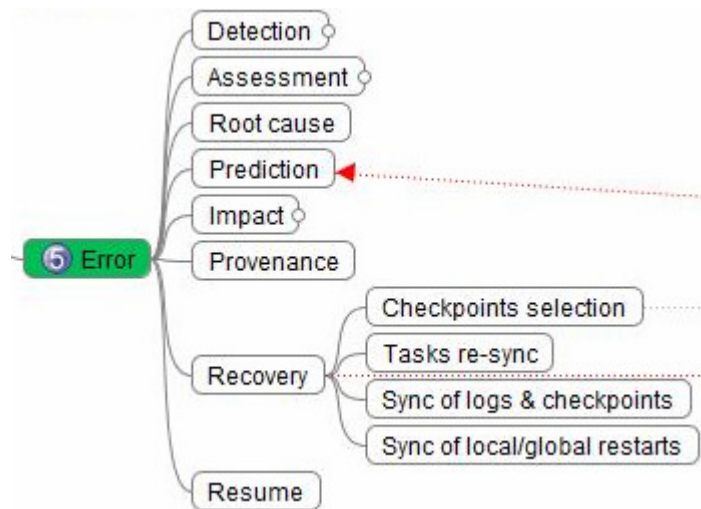 Detection
Assessment
Root cause
Prediction
Impact
5 Error
Provenance
Checkpoints selection
Tasks re-sync
Recovery
Sync of logs & checkpoints
Sync of local/global restarts
Resume